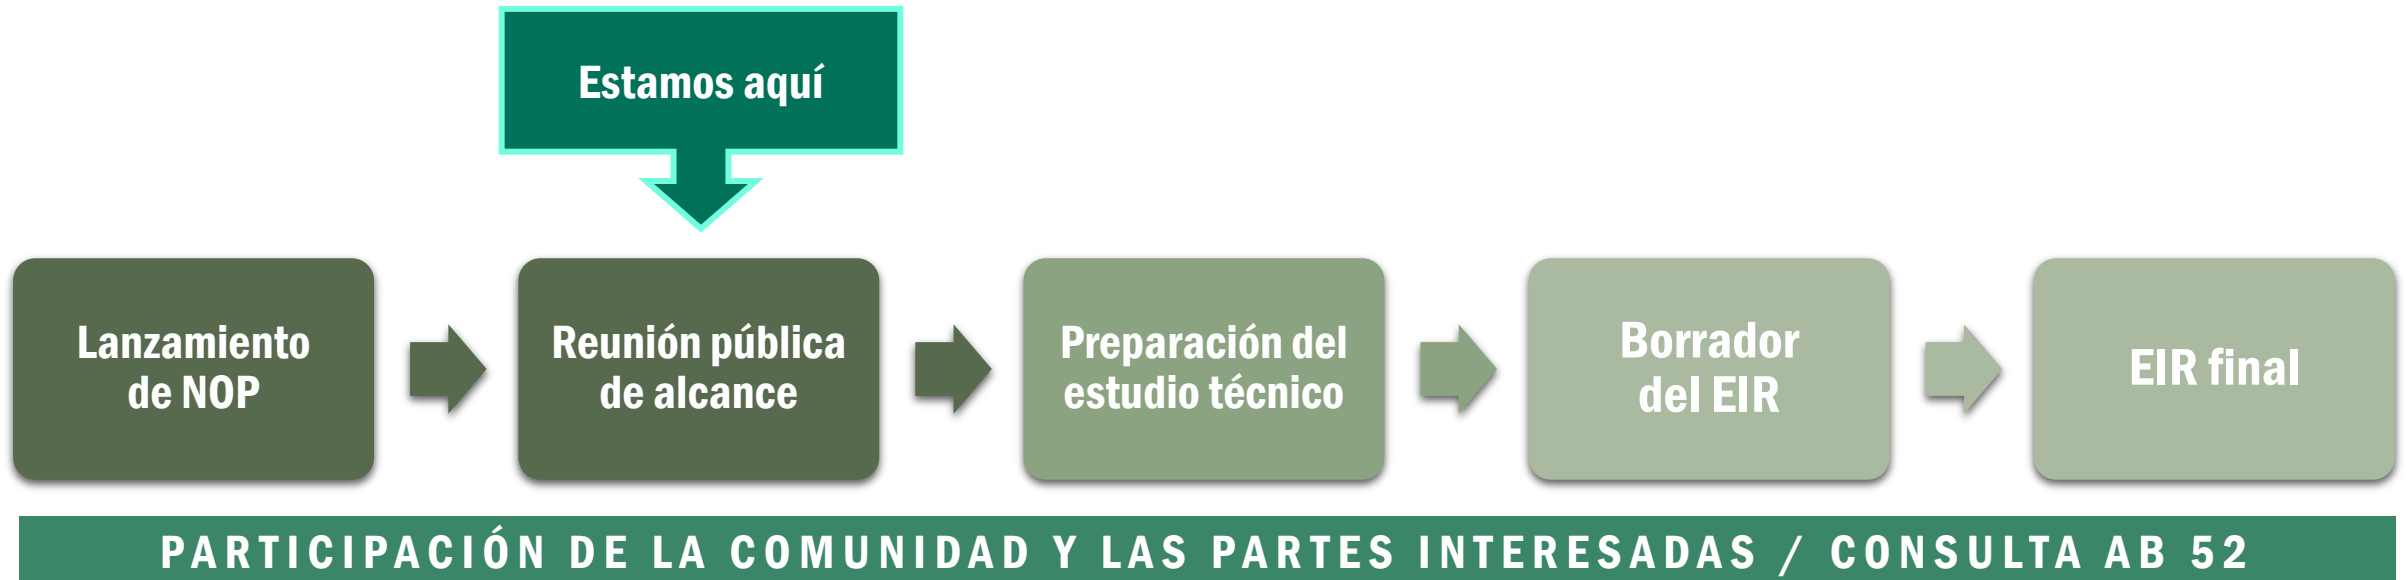 Estamos aquí
Lanzamiento
de NOP
Reunión pública
de alcance
Preparación del
estudio técnico
Borrador
del EIR
EIR final
PARTICIPACIÓN DE LA COMUNIDAD Y LAS PARTES INTERESADAS / CONSULTA AB 52